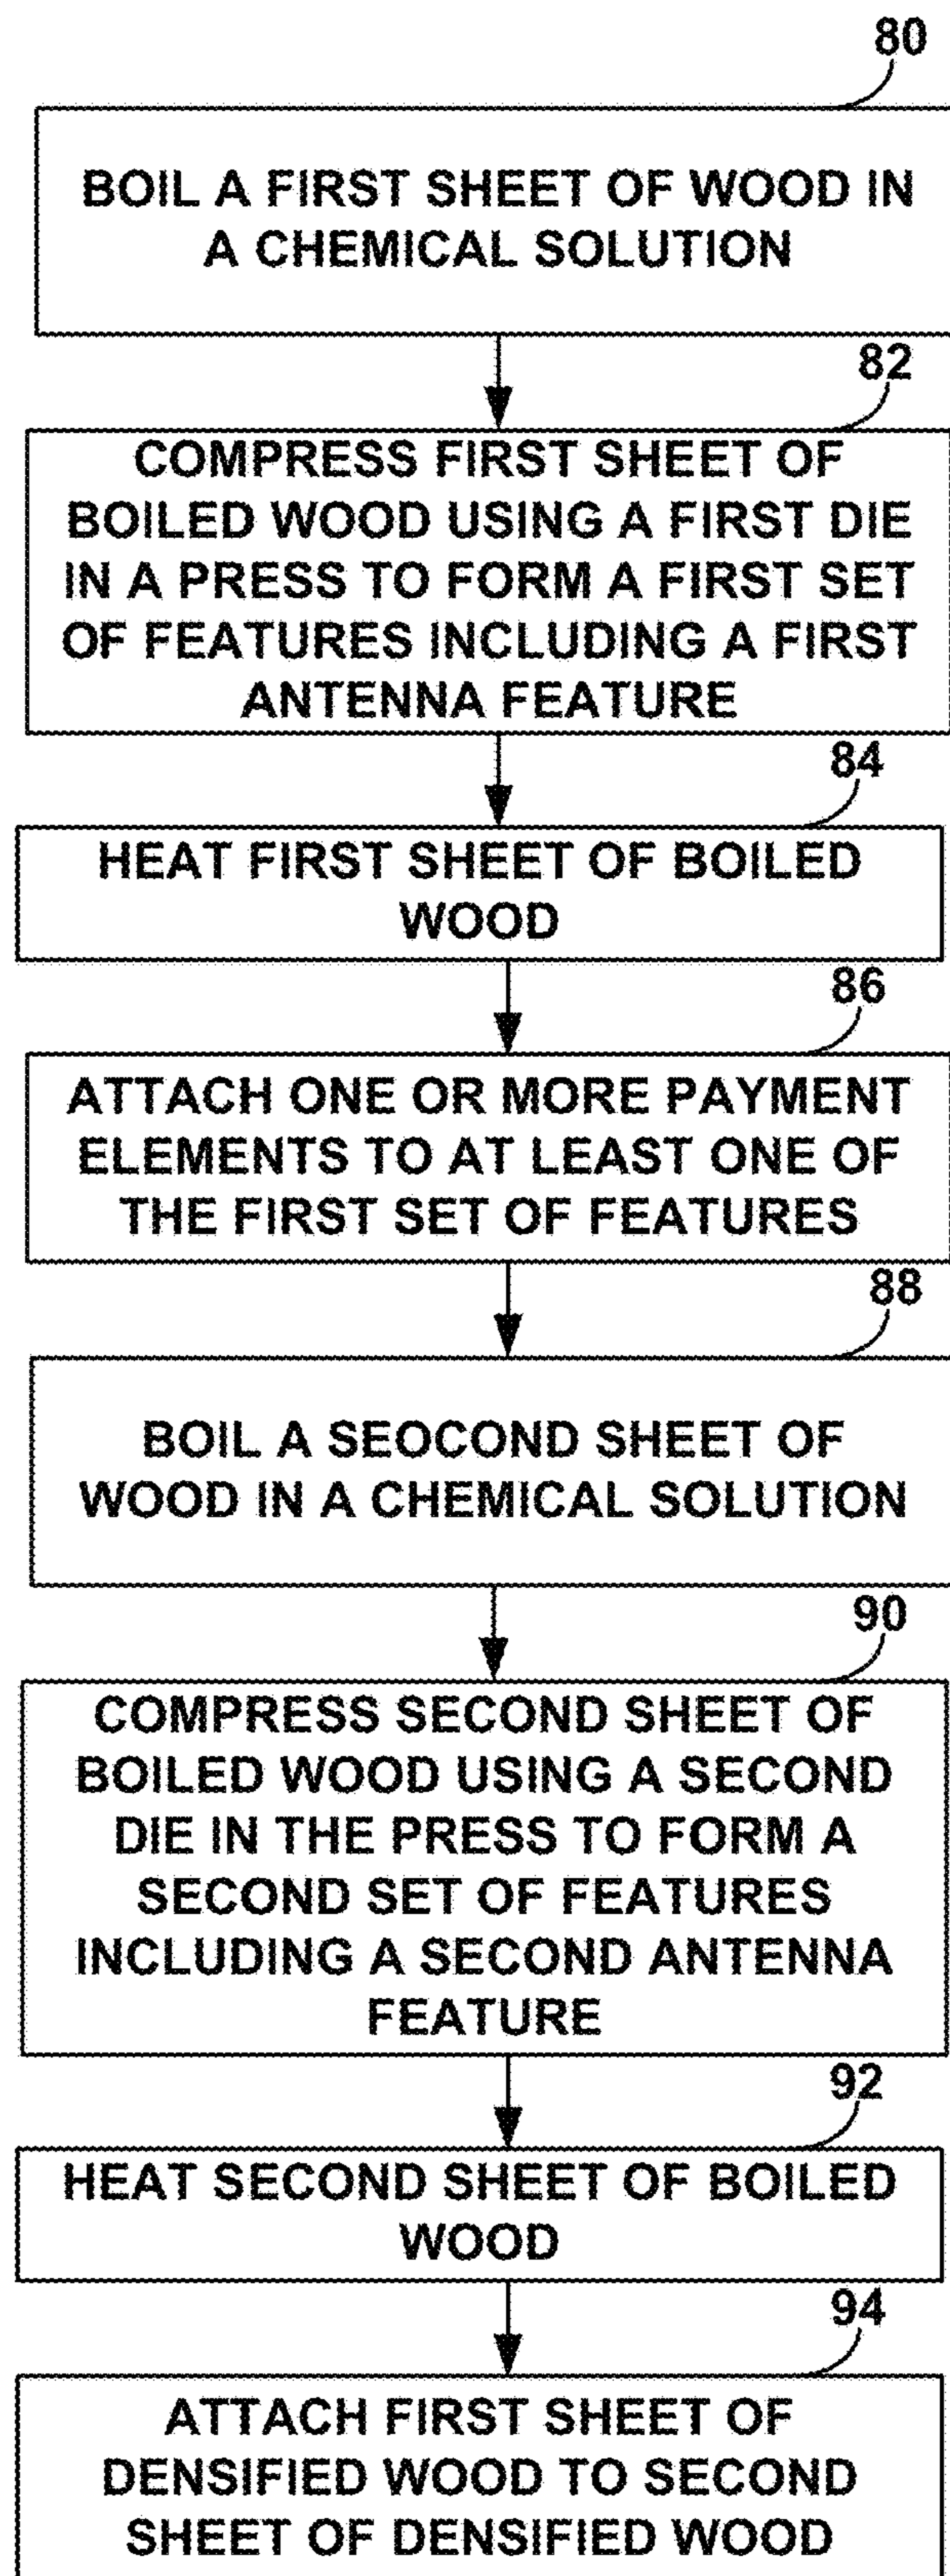 80
BOIL A FIRST SHEET OF WOOD IN
A CHEMICAL SOLUTION
82
COMPRESS FIRST SHEET OF
BOILED WOOD USING A FIRST DIE
IN A PRESS TO FORM A FIRST SET
OF FEATURES INCLUDING A FIRST
ANTENNA FEATURE
84
HEAT FIRST SHEET OF BOILED
WOOD
86
ATTACH ONE OR MORE PAYMENT
ELEMENTS TO AT LEAST ONE OF
THE FIRST SET OF FEATURES
88
BOIL A SEOCOND SHEET OF
WOOD IN A CHEMICAL SOLUTION
90
COMPRESS SECOND SHEET OF
BOILED WOOD USING A SECOND
DIE IN THE PRESS TO FORM A
SECOND SET OF FEATURES
INCLUDING A SECOND ANTENNA
FEATURE
92
HEAT SECOND SHEET OF BOILED
WOOD
94
ATTACH FIRST SHEET OF
DENSIFIED WOOD TO SECOND
SHEET OF DENSIFIED WOOD